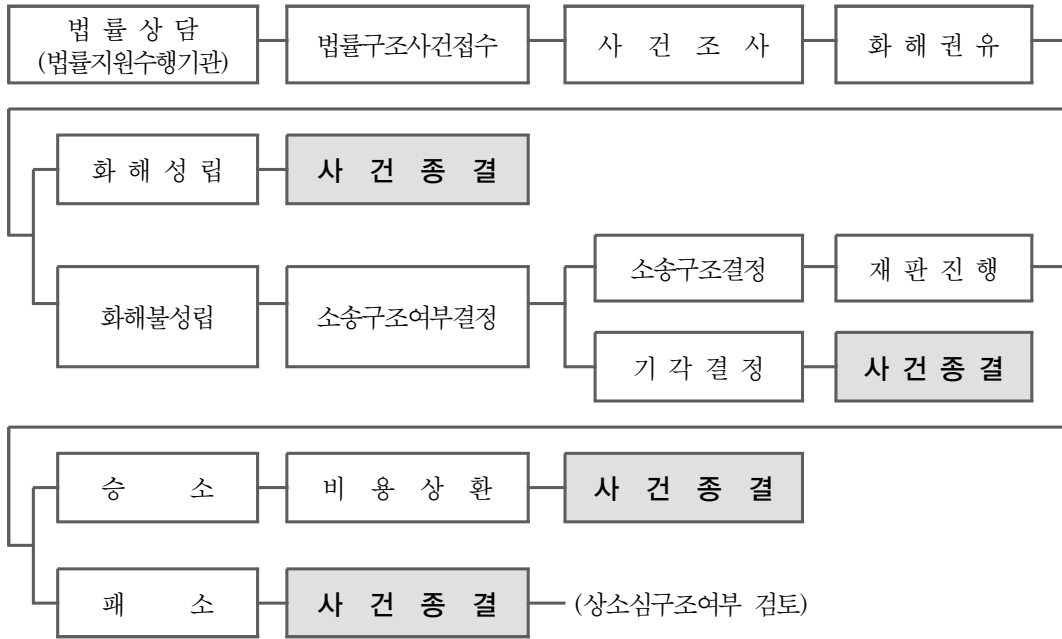 법 률 상 담
(법률지원수행기관)
법률구조사건접수
사 건 조 사
화 해 권 유
화 해 성 립
사 건 종 결
화해불성립
소송구조여부결정
소송구조결정
재 판 진 행
기 각 결 정
사 건 종 결
승 소
비 용 상 환
사 건 종 결
패 소
사 건 종 결
(상소심구조여부 검토)